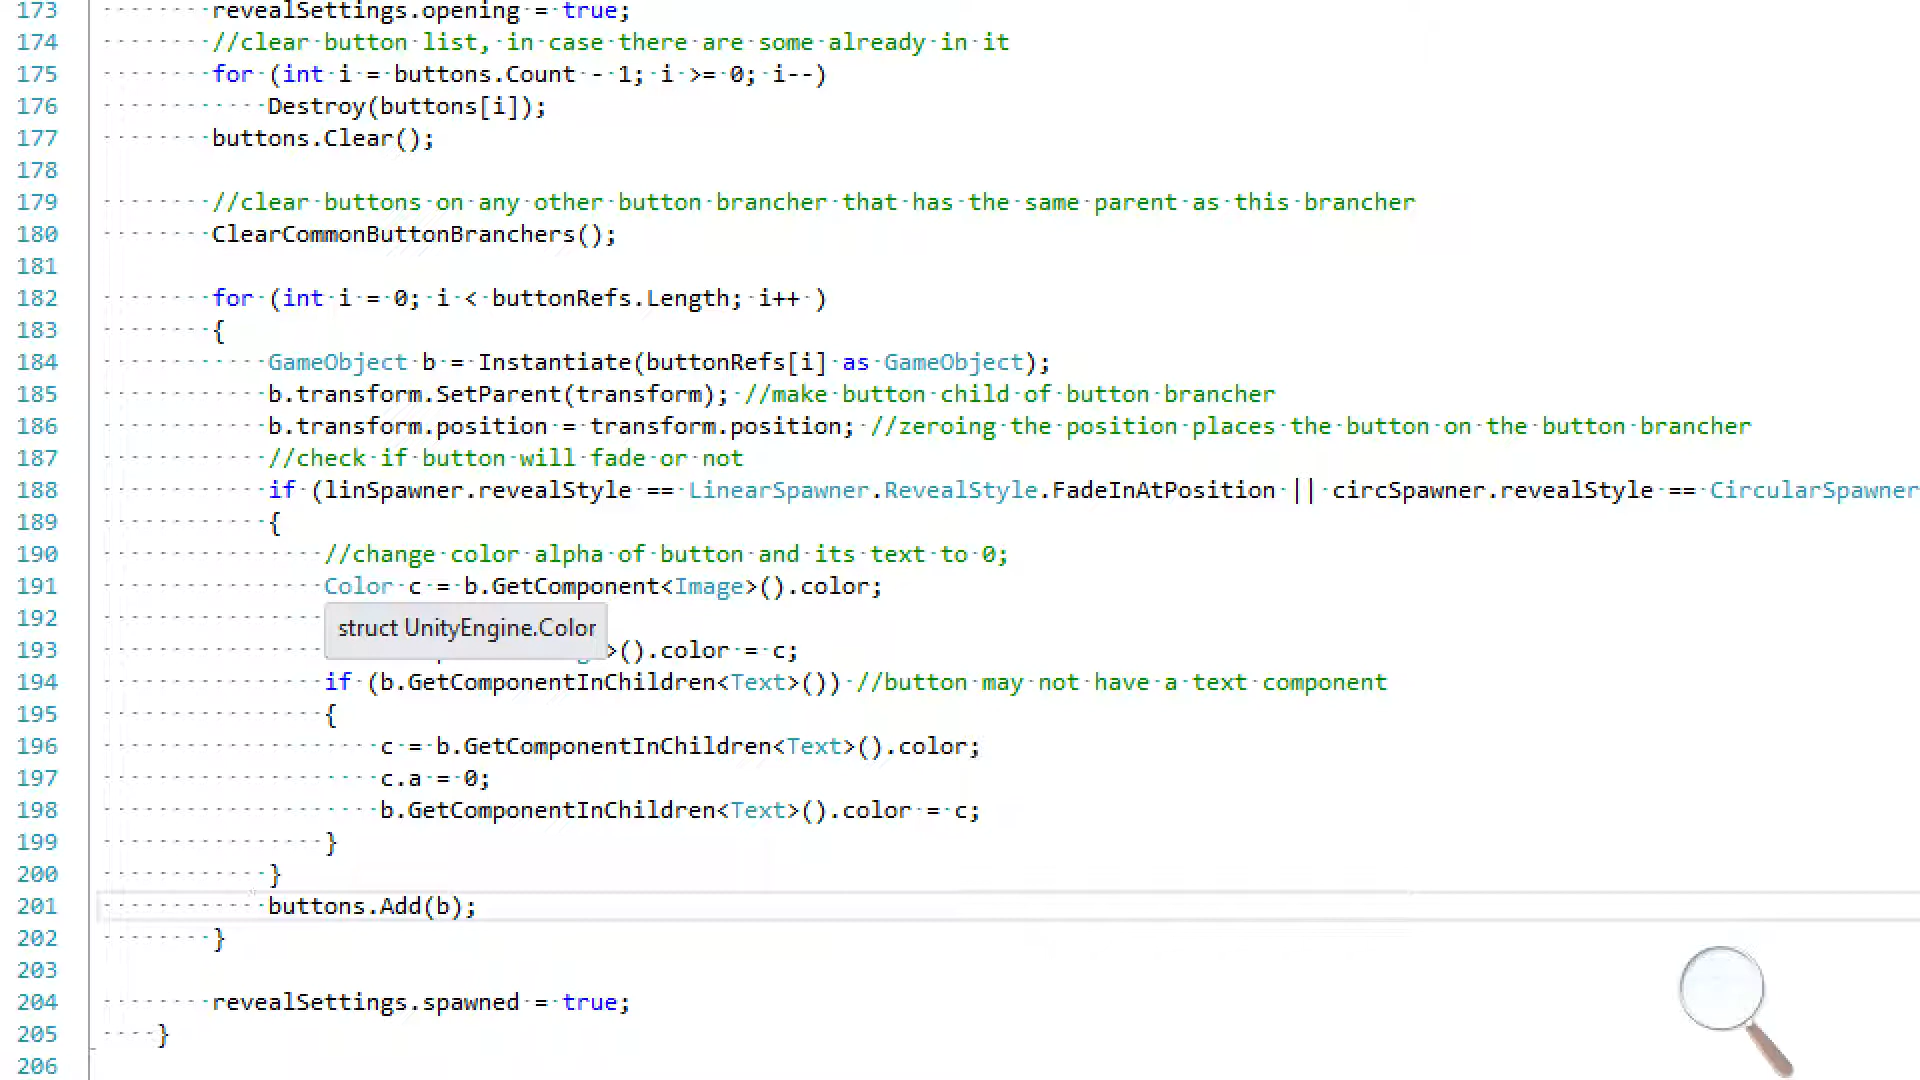 173 revealSettings.opening = true;
174 //clear button list, in case there are some already in it
175 for (int i = buttons.Count - 1; i >= 0; i--)
176 Destroy(buttons[i]);
177 buttons.Clear();
178
179 //clear buttons on any other button brancher that has the same parent as this brancher
180 ClearCommonButtonBranchers();
181
182 for (int i = 0; i < buttonRefs.Length; i++ )
183 {
184 GameObject b = Instantiate(buttonRefs[i] as GameObject);
185 b.transform.SetParent(transform); //make button child of button brancher
186 b.transform.position = transform.position; //zeroing the position places the button on the button brancher
187 //check if button will fade or not
188 if (linSpawner.revealStyle == LinearSpawner.RevealStyle.FadeInAtPosition || circSpawner.revealStyle == CircularSpawner
189 {
190 //change color alpha of button and its text to 0;
191 Color c = b.GetComponent<Image>().color;
192 struct UnityEngine.Color
193 >().color = c;
194 if (b.GetComponentInChildren<Text>()) //button may not have a text component
195 {
196 c = b.GetComponentInChildren<Text>().color;
197 c.a = 0;
198 b.GetComponentInChildren<Text>().color = c;
199 }
200 }
201 buttons.Add(b);
202 }
203
204 revealSettings.spawned = true;
205 }
206